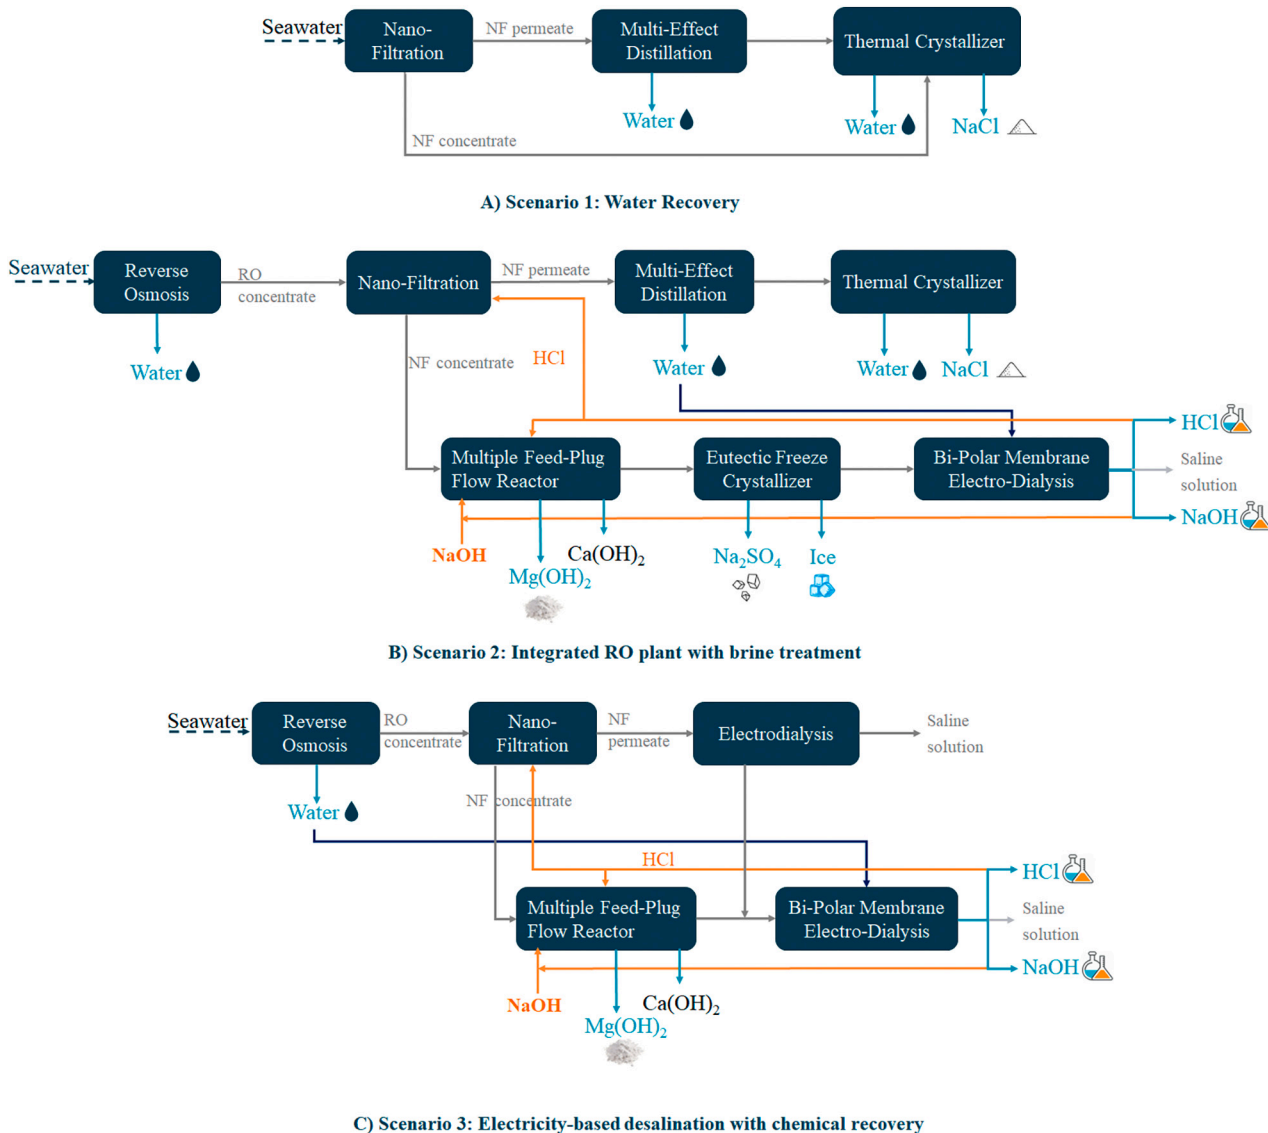 Seawater
Nano-
Filtration
NF permeate
Multi-Effect
Distillation
Thermal Crystallizer
Water
Water
NaCl
NF concentrate
A) Scenario 1: Water Recovery
Seawater
Reverse
Osmosis
RO
concentrate
Nano-Filtration
NF permeate
Multi-Effect
Distillation
Thermal Crystallizer
Water
NF concentrate
HCl
Water
Water
NaCl
Multiple Feed-Plug
Flow Reactor
Eutectic Freeze
Crystallizer
Bi-Polar Membrane
Electro-Dialysis
HCl
Saline
solution
NaOH
NaOH
Ca(OH)2
Mg(OH)2
Na2SO4
Ice
B) Scenario 2: Integrated RO plant with brine treatment
Seawater
Reverse
Osmosis
RO
concentrate
Nano-
Filtration
NF
permeate
Electrodialysis
Saline
solution
Water
NF concentrate
HCl
Multiple Feed-Plug
Flow Reactor
Bi-Polar Membrane
Electro-Dialysis
HCl
Saline
solution
NaOH
NaOH
Ca(OH)2
Mg(OH)2
C) Scenario 3: Electricity-based desalination with chemical recovery